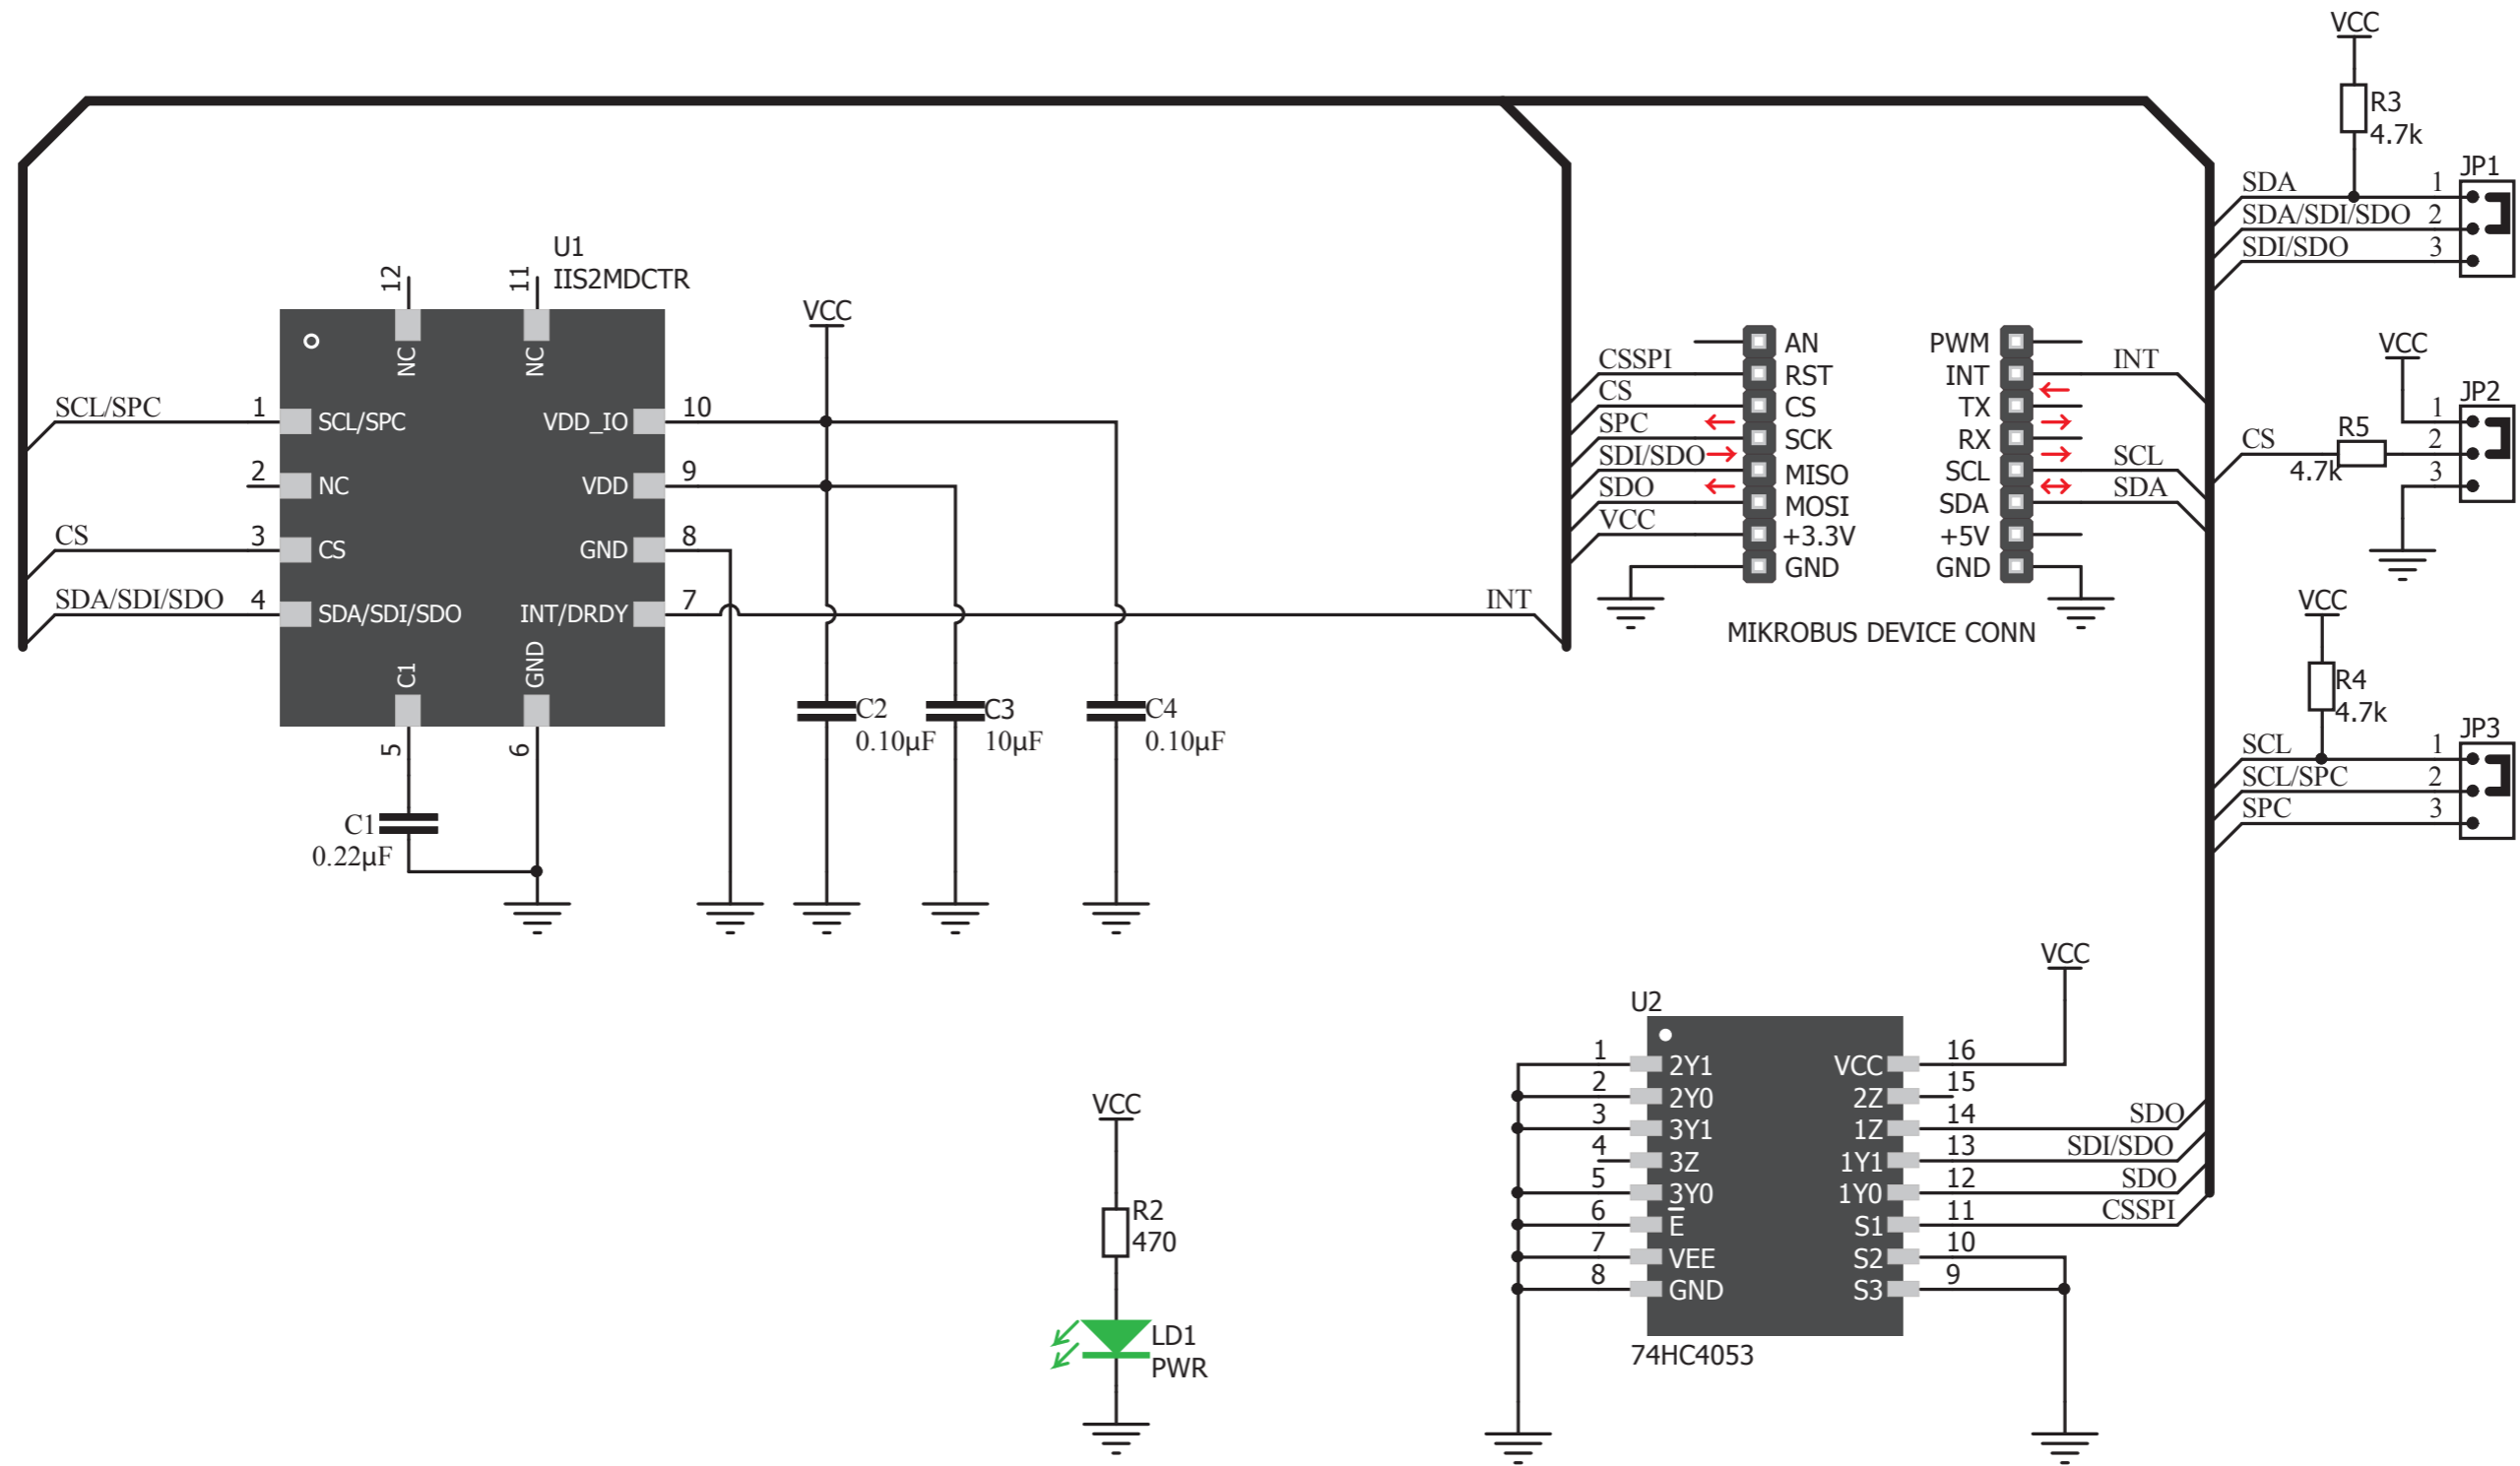 VCC
R3
4.7k
JP1
SDA 1
SDA/SDI/SDO 2
SDI/SDO 3
U1
IIS2MDCTR
12
11
NC
NC
SCL/SPC 1 SCL/SPC
2 NC
CS 3 CS
SDA/SDI/SDO 4 SDA/SDI/SDO
VDD_IO 10
VDD 9
GND 8
INT/DRDY 7
INT
C1
GND
5
6
C1
0.22µF
VCC
C2
0.10µF
C3
10µF
C4
0.10µF
AN
CSSPI RST
CS CS
SPC SCK
SDI/SDO MISO
SDO MOSI
VCC +3.3V
GND
PWM
INT INT
TX
RX
SCL SCL
SDA SDA
+5V
GND
MIKROBUS DEVICE CONN
VCC
JP2
1
CS R5 2
4.7k
3
VCC
R4
4.7k
JP3
SCL 1
SCL/SPC 2
SPC 3
VCC
R2
470
LD1
PWR
VCC
U2
1 2Y1 VCC 16
2 2Y0 2Z 15
3 3Y1 1Z 14 SDO
4 3Z 1Y1 13 SDI/SDO
5 3Y0 1Y0 12 SDO
6 E S1 11 CSSPI
7 VEE S2 10
8 GND S3 9
74HC4053